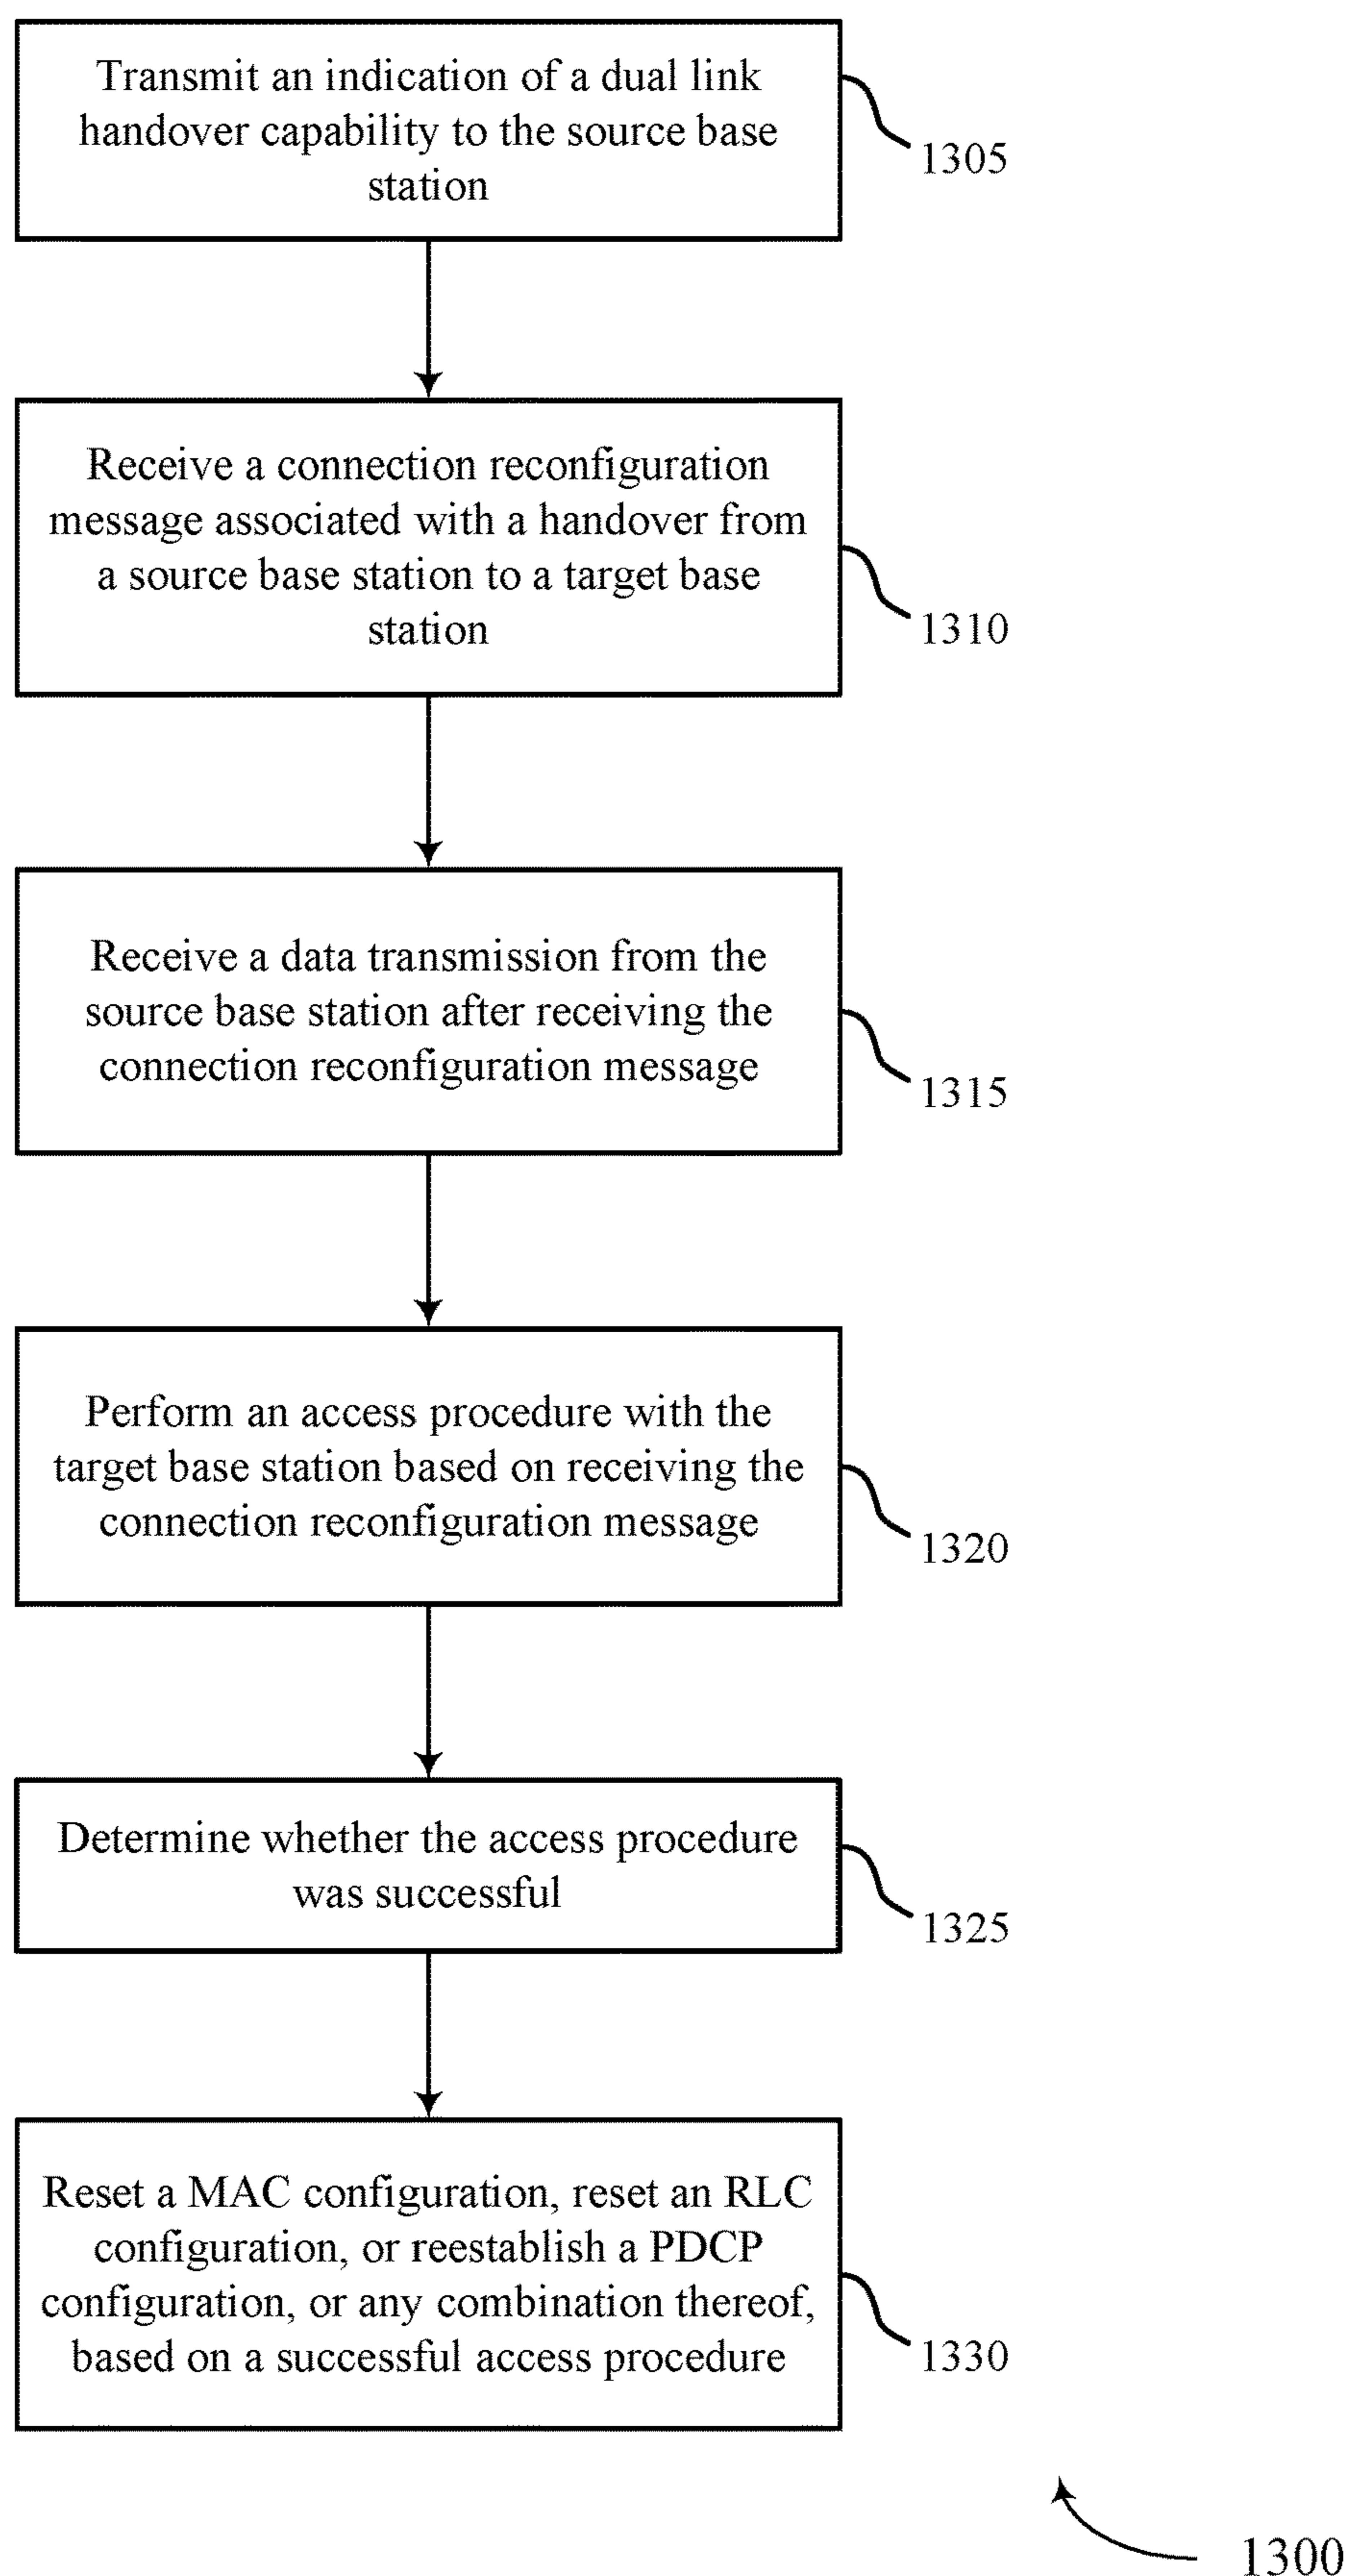 Transmit an indication of a dual link
handover capability to the source base
station
1305
Receive a connection reconfiguration
message associated with a handover from
a source base station to a target base
station
1310
Receive a data transmission from the
source base station after receiving the
connection reconfiguration message
1315
Perform an access procedure with the
target base station based on receiving the
connection reconfiguration message
1320
Determine whether the access procedure
was successful
1325
Reset a MAC configuration, reset an RLC
configuration, or reestablish a PDCP
configuration, or any combination thereof,
based on a successful access procedure
1330
1300